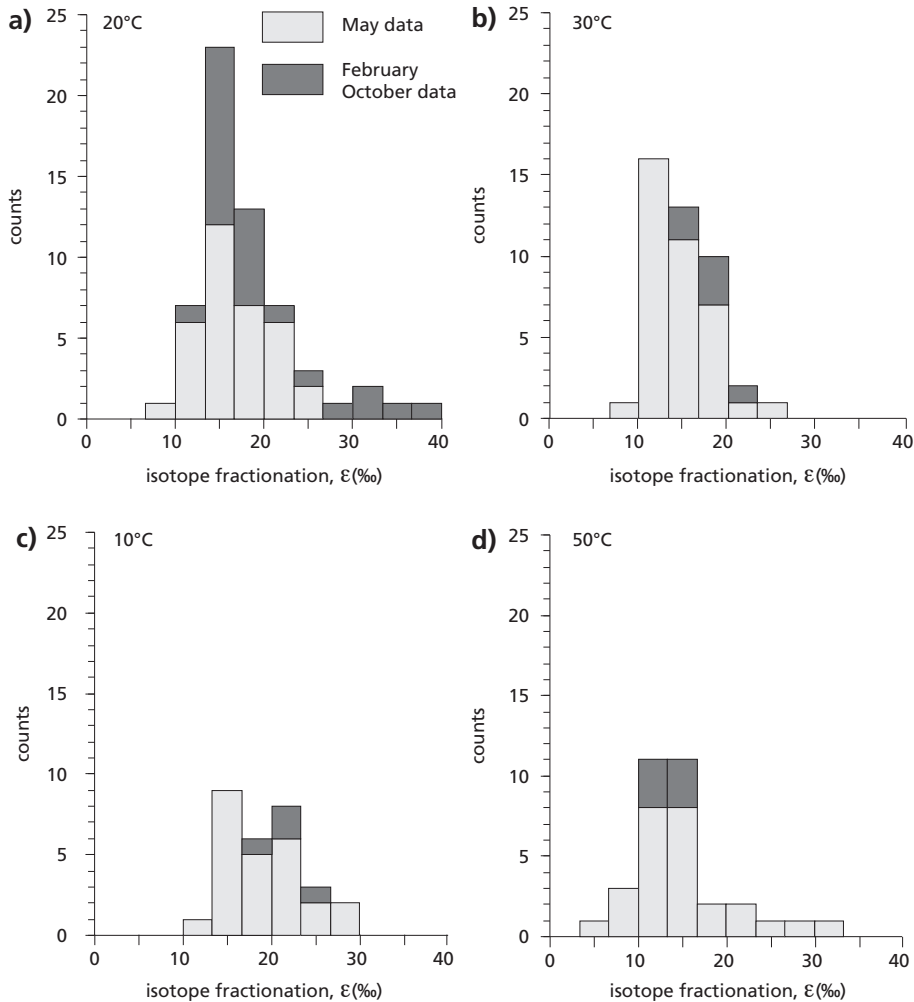 a)
20°C
May data
February
October data
25
20
15
10
5
0
counts
0 10 20 30 40
isotope fractionation, ε(‰)
b)
30°C
25
20
15
10
5
0
counts
0 10 20 30 40
isotope fractionation, ε(‰)
c)
10°C
25
20
15
10
5
0
counts
0 10 20 30 40
isotope fractionation, ε(‰)
d)
50°C
25
20
15
10
5
0
counts
0 10 20 30 40
isotope fractionation, ε(‰)